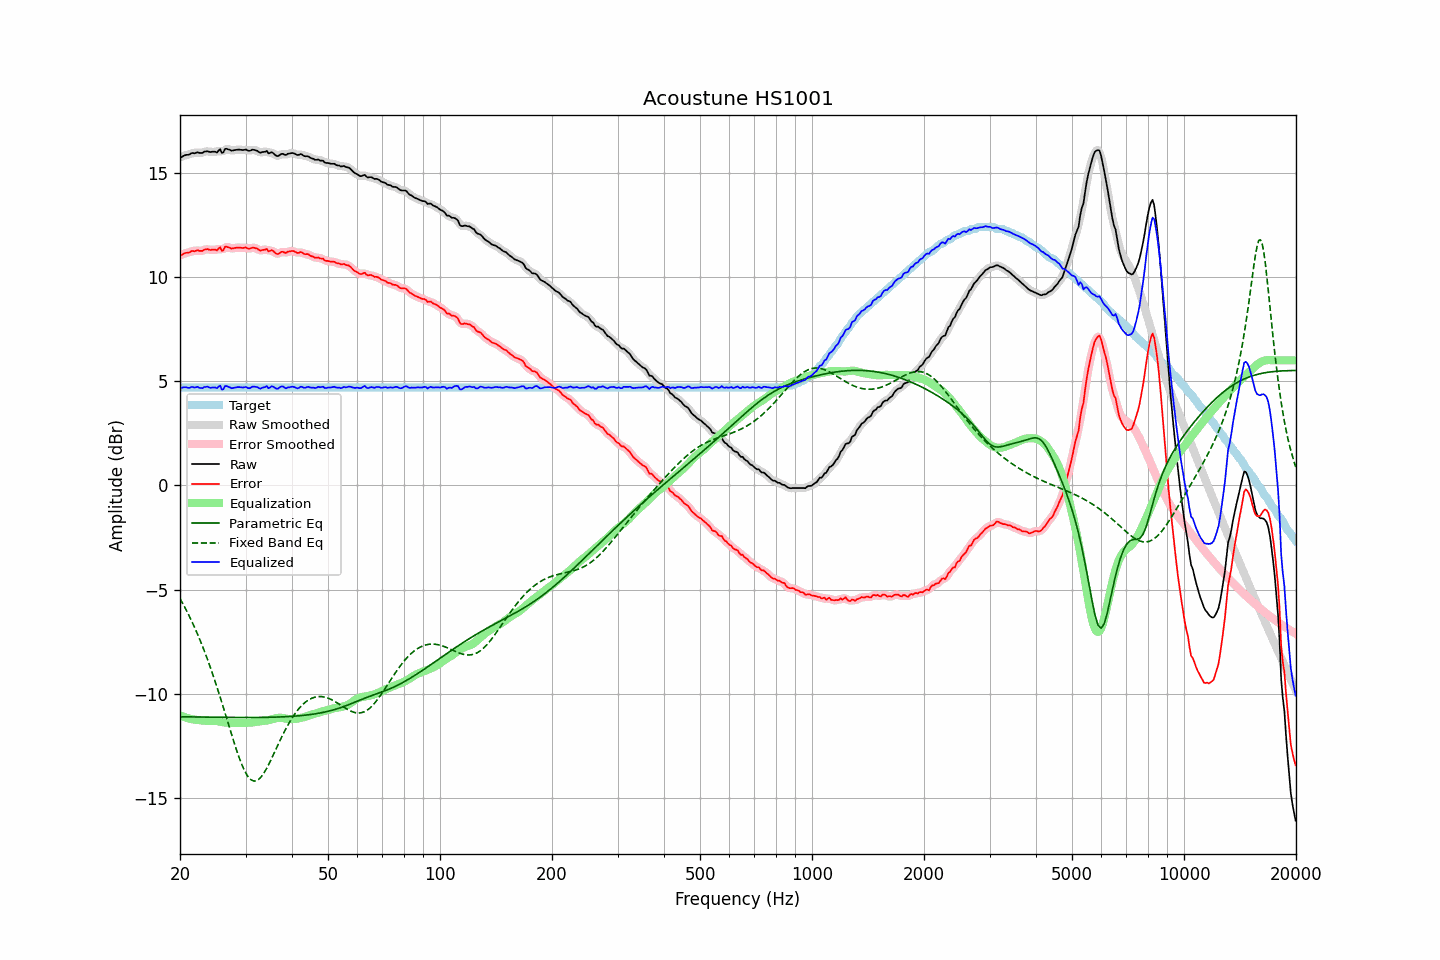 Acoustune HS1001
Amplitude (dBr)
15
10
5
0
−5
−10
−15
Target
Raw Smoothed
Error Smoothed
Raw
Error
Equalization
Parametric Eq
Fixed Band Eq
Equalized
20 50 100 200 500 1000 2000 5000 10000 20000
Frequency (Hz)